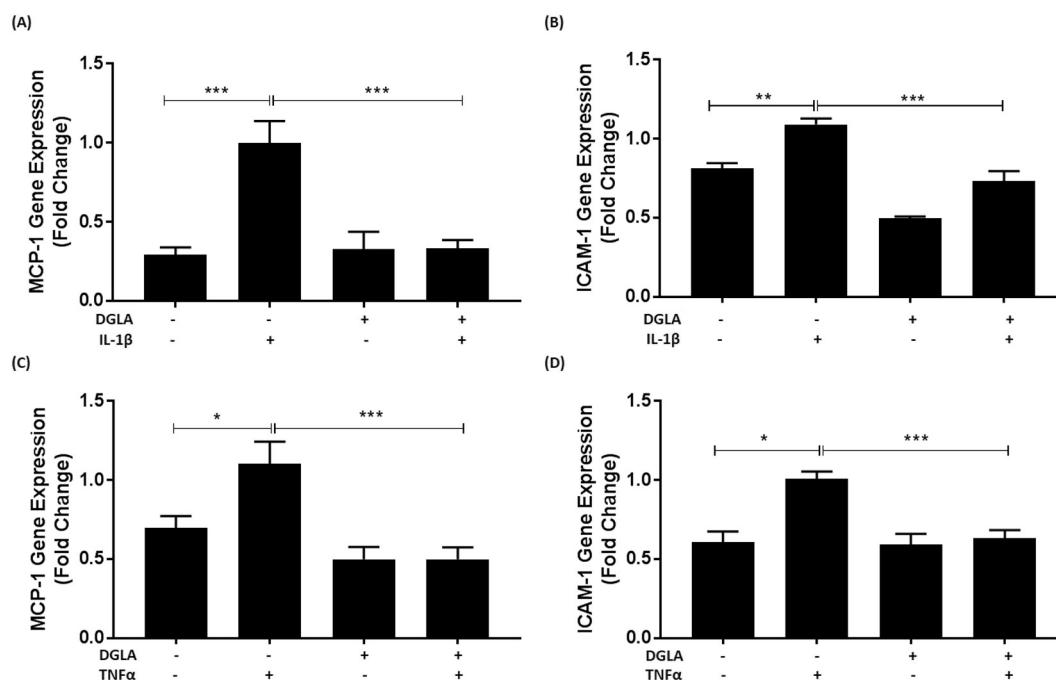 (A)
MCP-1 Gene Expression
(Fold Change)
1.5
1.0
0.5
0.0
*** ***
DGLA - - + +
IL-1β - + - +
(B)
ICAM-1 Gene Expression
(Fold Change)
1.5
1.0
0.5
0.0
** ***
DGLA - - + +
IL-1β - + - +
(C)
MCP-1 Gene Expression
(Fold Change)
1.5
1.0
0.5
0.0
* ***
DGLA - - + +
TNFα - + - +
(D)
ICAM-1 Gene Expression
(Fold Change)
1.5
1.0
0.5
0.0
* ***
DGLA - - + +
TNFα - + - +